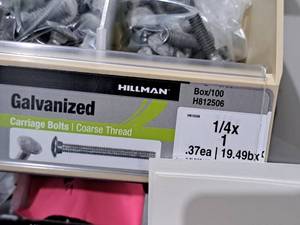 HILLMAN
Galvanized
Carriage Bolts | Coarse Thread
Box/100
H812506
1/4x
1
.37ea | 19.49bx